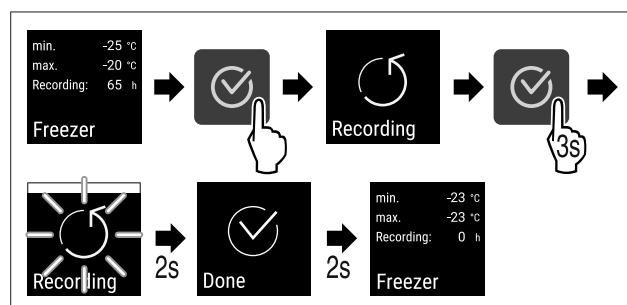 min. -25 °C
max. -20 °C
Recording: 65 h
Freezer
Recording
3s
Recording
2s
Done
2s
min. -23 °C
max. -23 °C
Recording: 0 h
Freezer